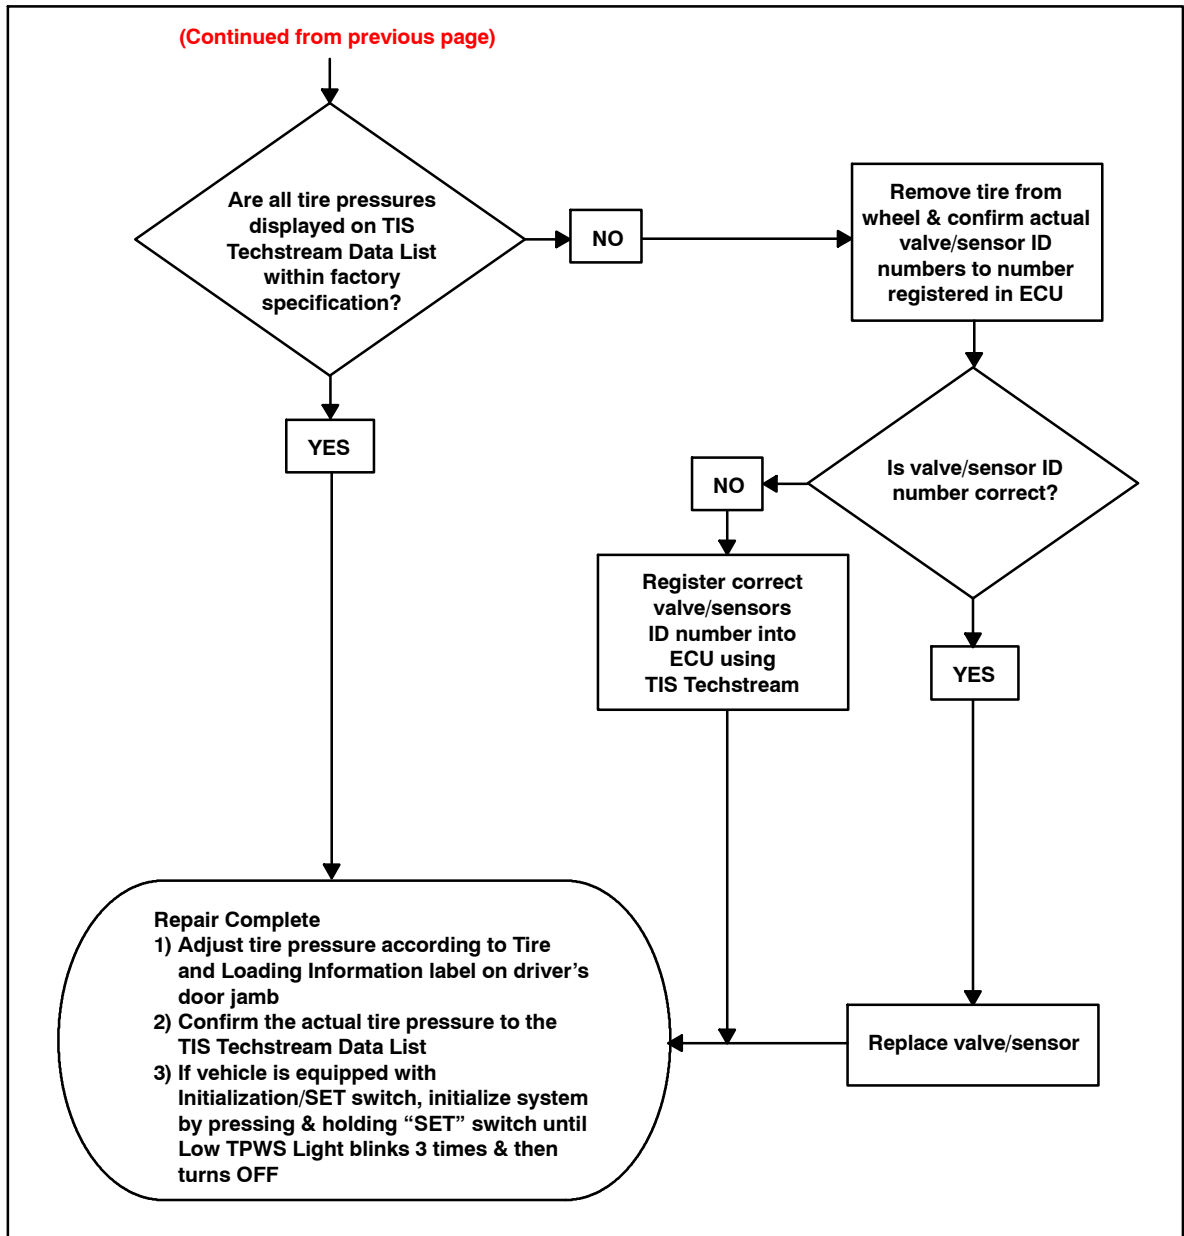 (Continued from previous page)
Are all tire pressures
displayed on TIS
Techstream Data List
within factory
specification?
NO
Remove tire from
wheel & confirm actual
valve/sensor ID
numbers to number
registered in ECU
YES
Is valve/sensor ID
number correct?
NO
Register correct
valve/sensors
ID number into
ECU using
TIS Techstream
YES
Replace valve/sensor
Repair Complete
1) Adjust tire pressure according to Tire
and Loading Information label on driver’s
door jamb
2) Confirm the actual tire pressure to the
TIS Techstream Data List
3) If vehicle is equipped with
Initialization/SET switch, initialize system
by pressing & holding “SET” switch until
Low TPWS Light blinks 3 times & then
turns OFF